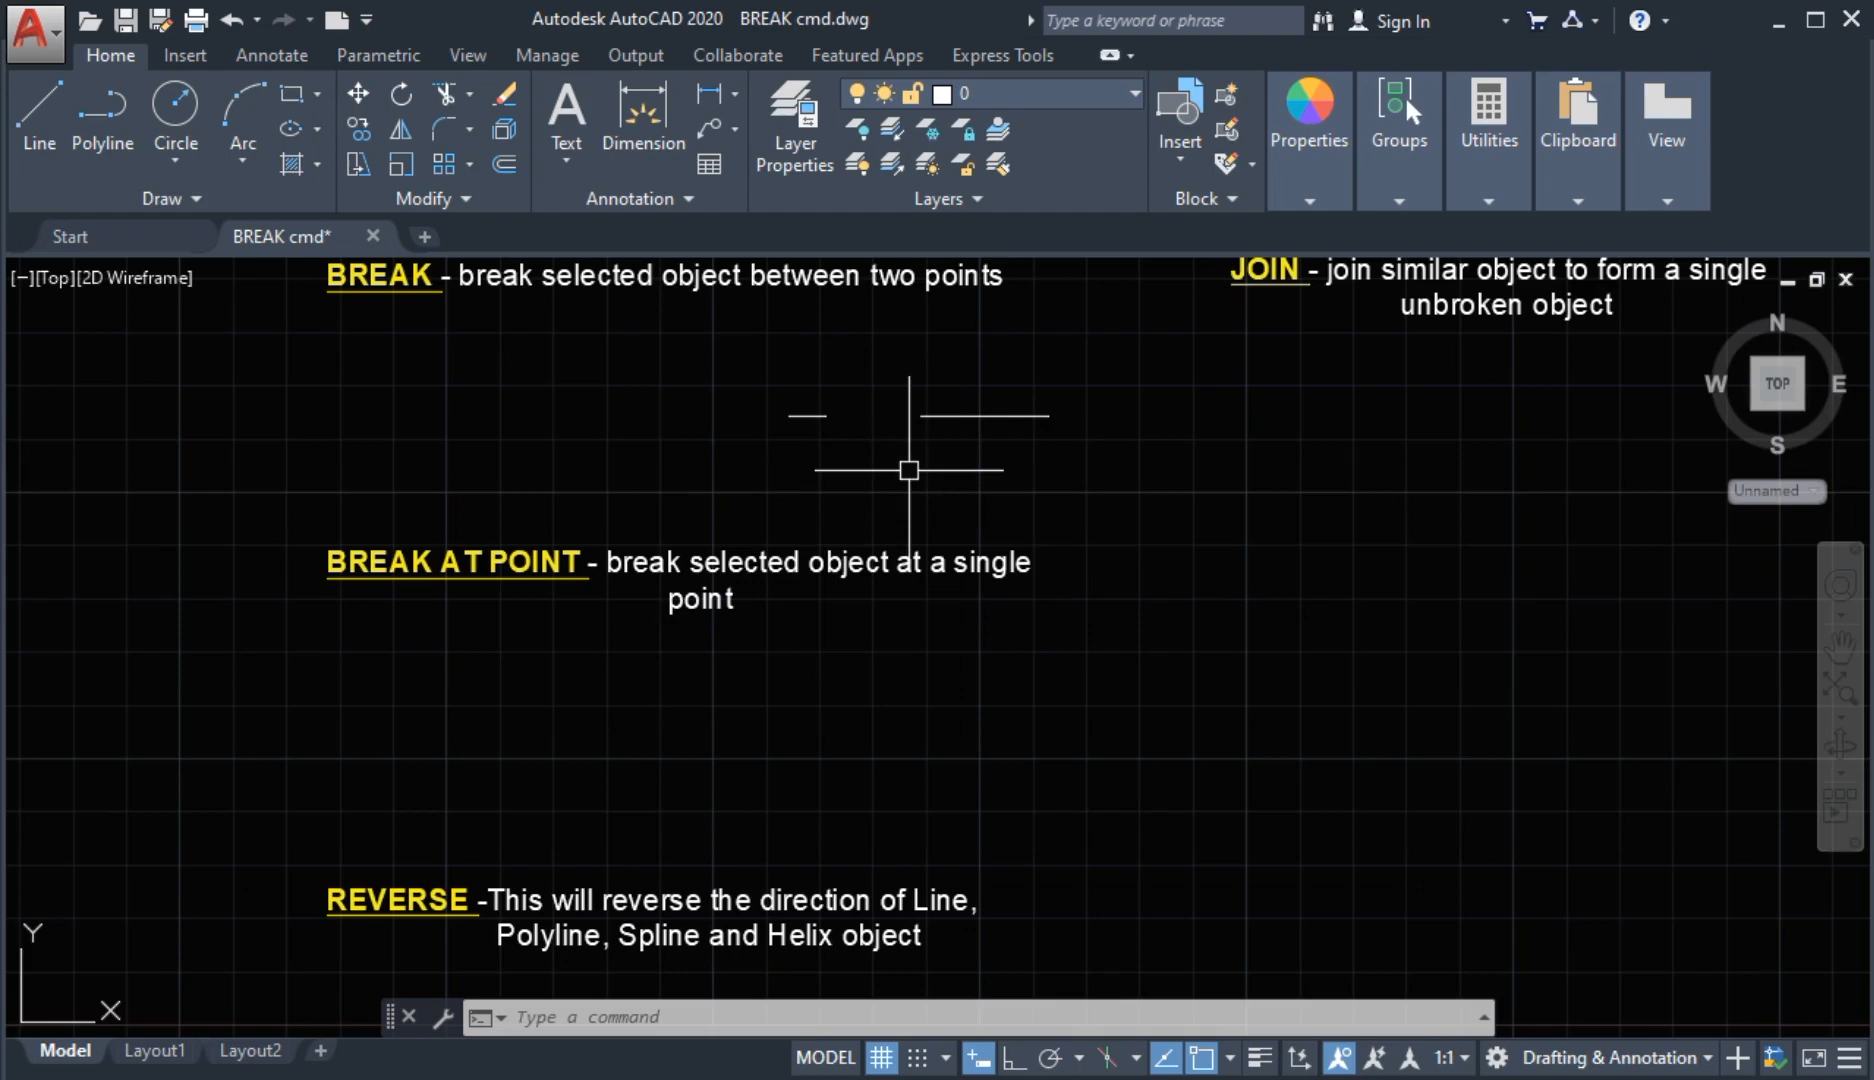 Autodesk AutoCAD 2020 BREAK cmd.dwg
Type a keyword or phrase
Sign In
Home Insert Annotate Parametric View Manage Output Collaborate Featured Apps Express Tools
Line Polyline Circle Arc
Text Dimension
Layer Properties
0
Insert
Properties Groups Utilities Clipboard View
Draw Modify Annotation Layers Block
Start BREAK cmd*
[−][Top][2D Wireframe]
BREAK - break selected object between two points
JOIN - join similar object to form a single
unbroken object
N
W TOP E
S
Unnamed
BREAK AT POINT - break selected object at a single
point
REVERSE -This will reverse the direction of Line,
Polyline, Spline and Helix object
Y
X
Type a command
Model Layout1 Layout2
MODEL 1:1 Drafting & Annotation